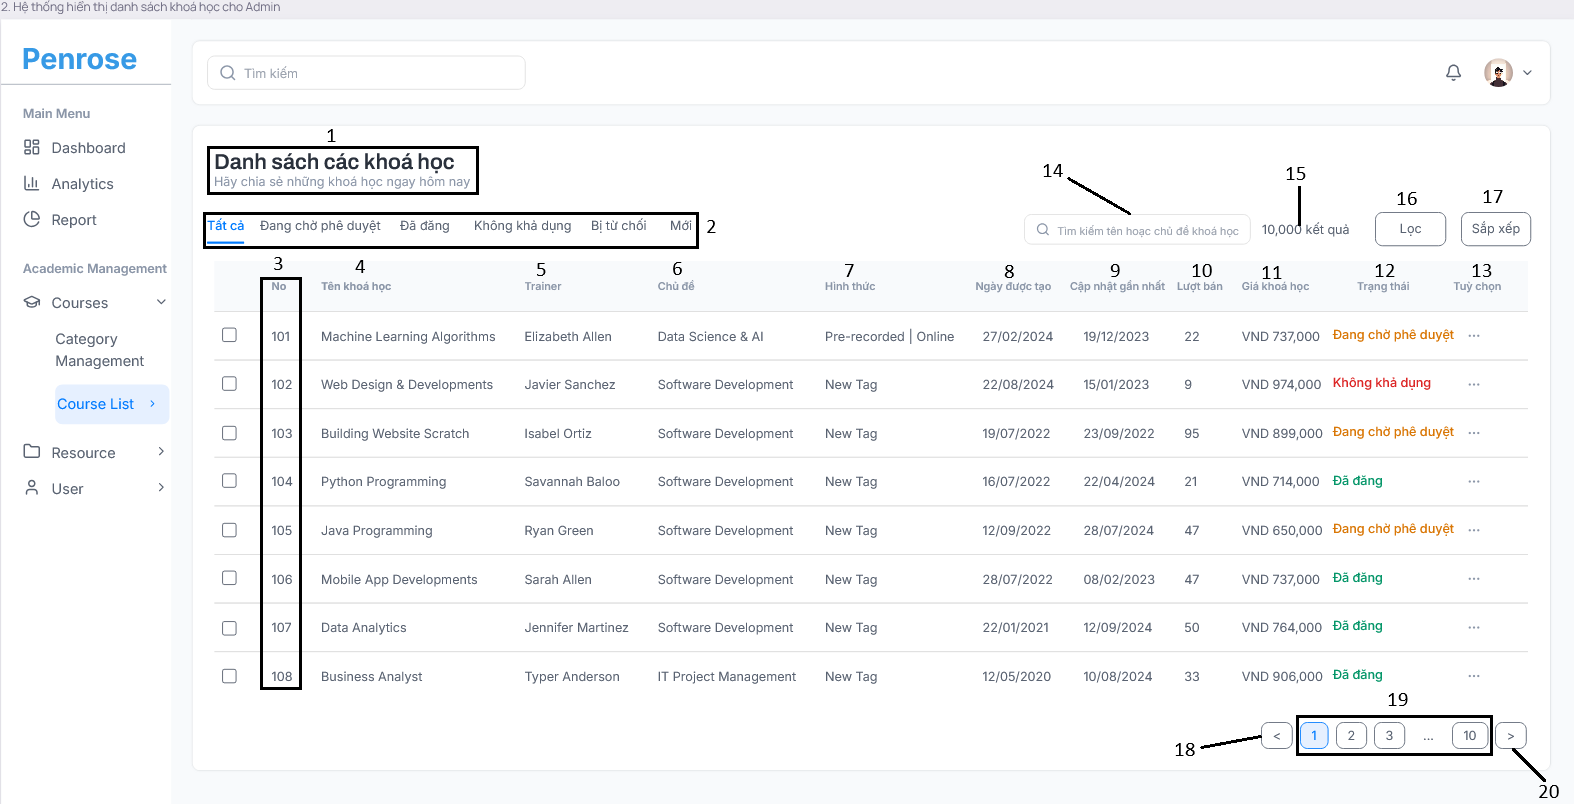 2. Hệ thống hiển thị danh sách khoá học cho Admin
Penrose
Tìm kiếm
Main Menu
Dashboard
Analytics
Report
Academic Management
Courses
Category
Management
Course List >
Resource >
User >
1
Danh sách các khoá học
Hãy chia sẻ những khoá học ngay hôm nay
Tất cả Đang chờ phê duyệt Đã đăng Không khả dụng Bị từ chối Mới 2
14 15 16 17
Tìm kiếm tên hoặc chủ đề khoá học 10,000 kết quả Lọc Sắp xếp
3 4 5 6 7 8 9 10 11 12 13
No Tên khoá học Trainer Chủ đề Hình thức Ngày được tạo Cập nhật gần nhất Lượt bán Giá khoá học Trạng thái Tuỳ chọn
101 Machine Learning Algorithms Elizabeth Allen Data Science & AI Pre-recorded | Online 27/02/2024 19/12/2023 22 VND 737,000 Đang chờ phê duyệt ...
102 Web Design & Developments Javier Sanchez Software Development New Tag 22/08/2024 15/01/2023 9 VND 974,000 Không khả dụng ...
103 Building Website Scratch Isabel Ortiz Software Development New Tag 19/07/2022 23/09/2022 95 VND 899,000 Đang chờ phê duyệt ...
104 Python Programming Savannah Baloo Software Development New Tag 16/07/2022 22/04/2024 21 VND 714,000 Đã đăng ...
105 Java Programming Ryan Green Software Development New Tag 12/09/2022 28/07/2024 47 VND 650,000 Đang chờ phê duyệt ...
106 Mobile App Developments Sarah Allen Software Development New Tag 28/07/2022 08/02/2023 47 VND 737,000 Đã đăng ...
107 Data Analytics Jennifer Martinez Software Development New Tag 22/01/2021 12/09/2024 50 VND 764,000 Đã đăng ...
108 Business Analyst Typer Anderson IT Project Management New Tag 12/05/2020 10/08/2024 33 VND 906,000 Đã đăng ...
19
18 < 1 2 3 ... 10 >
20